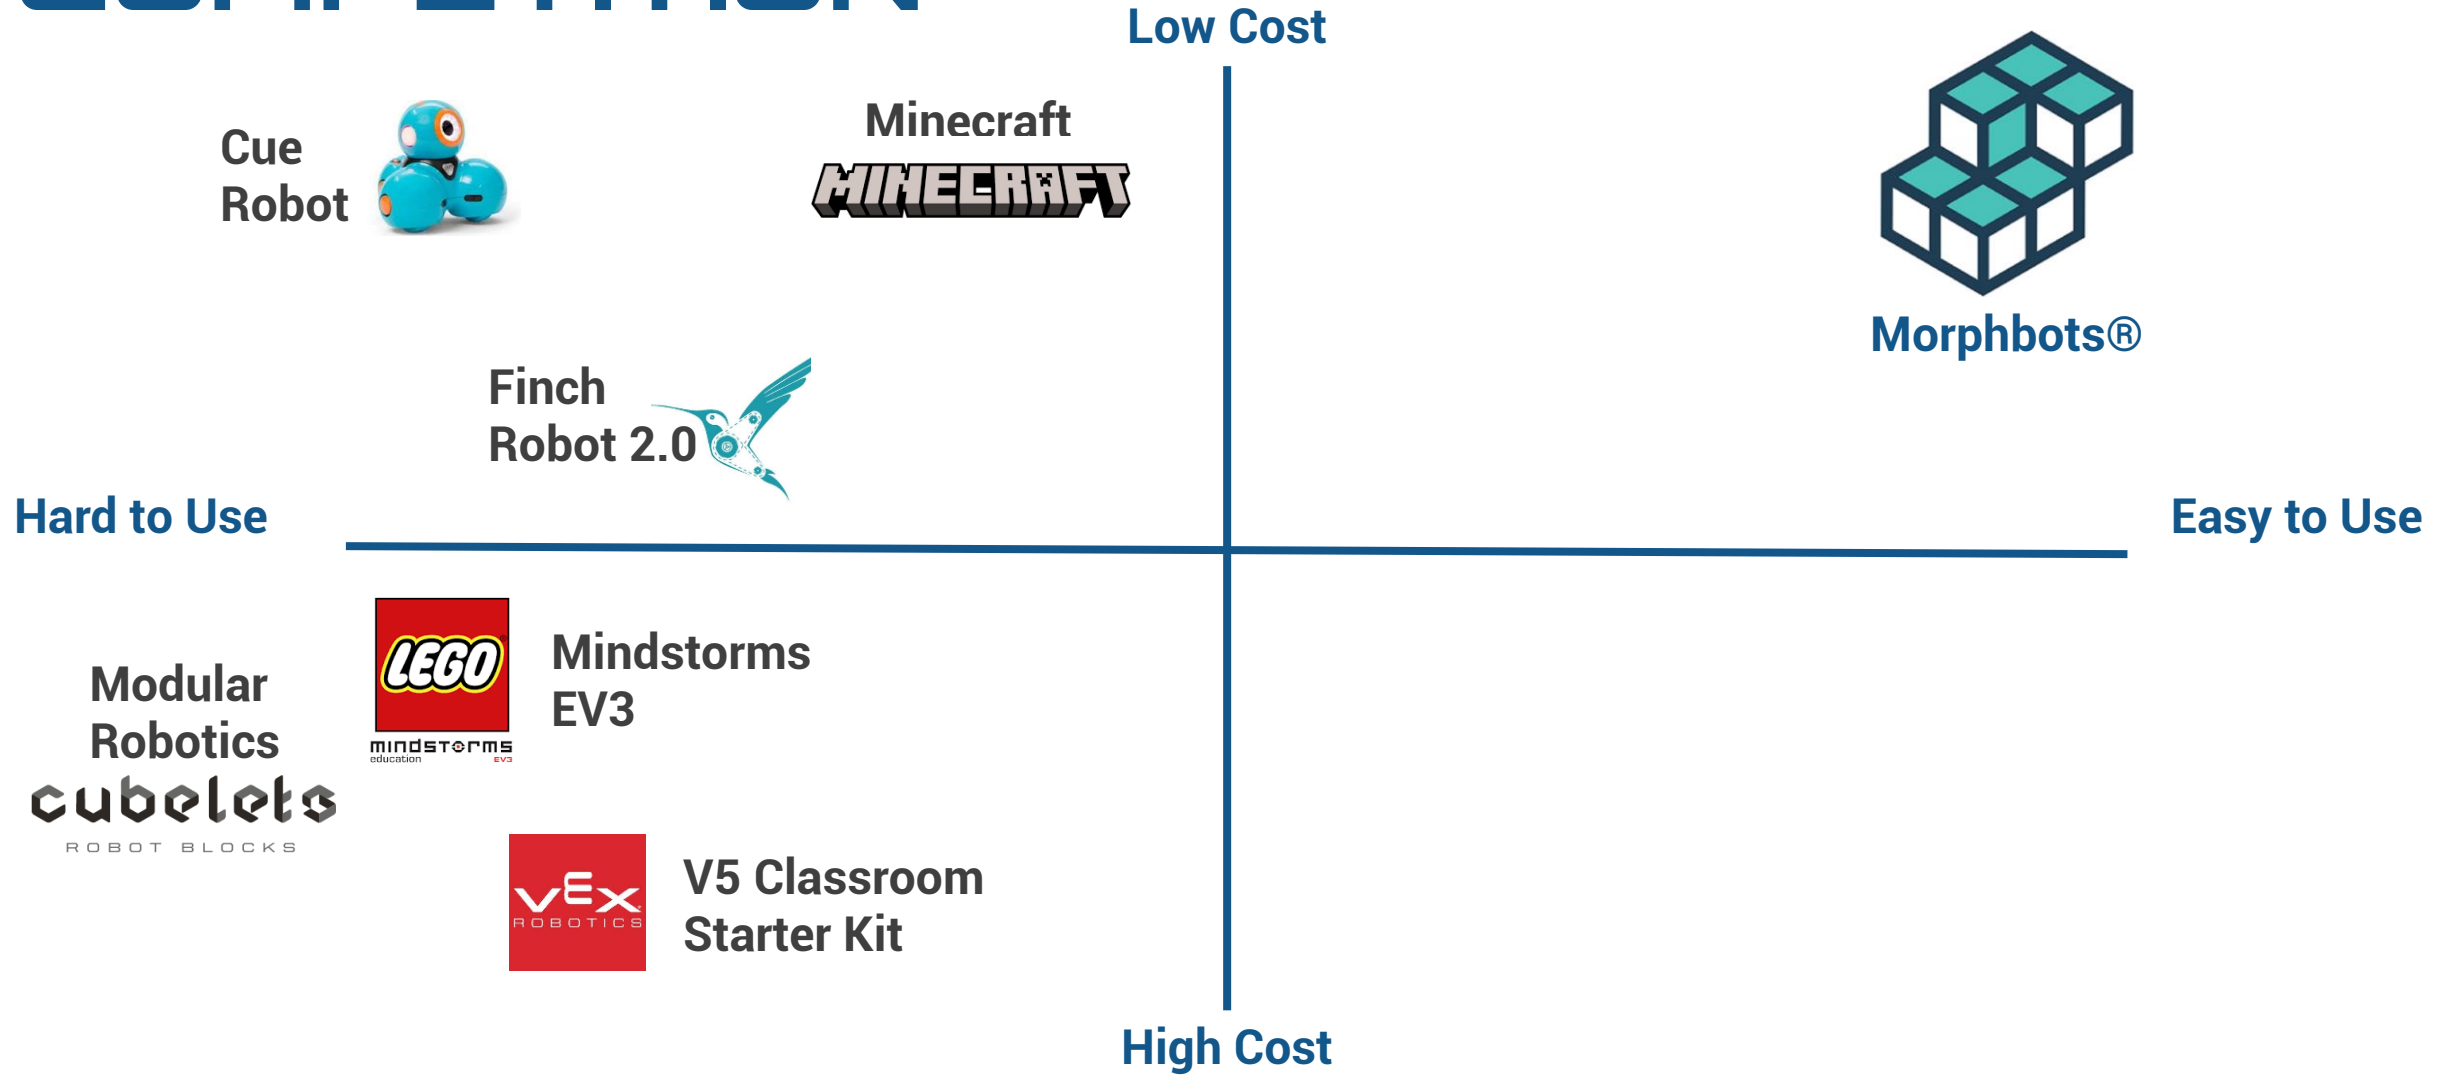 COMPETITION
Low Cost
Minecraft
MINECRAFT
Cue
Robot
Morphbots®
Finch
Robot 2.0
Hard to Use
Easy to Use
LEGO®
mindstorms
education EV3
Mindstorms
EV3
Modular
Robotics
cubelets
ROBOT BLOCKS
VEX
ROBOTICS
V5 Classroom
Starter Kit
High Cost